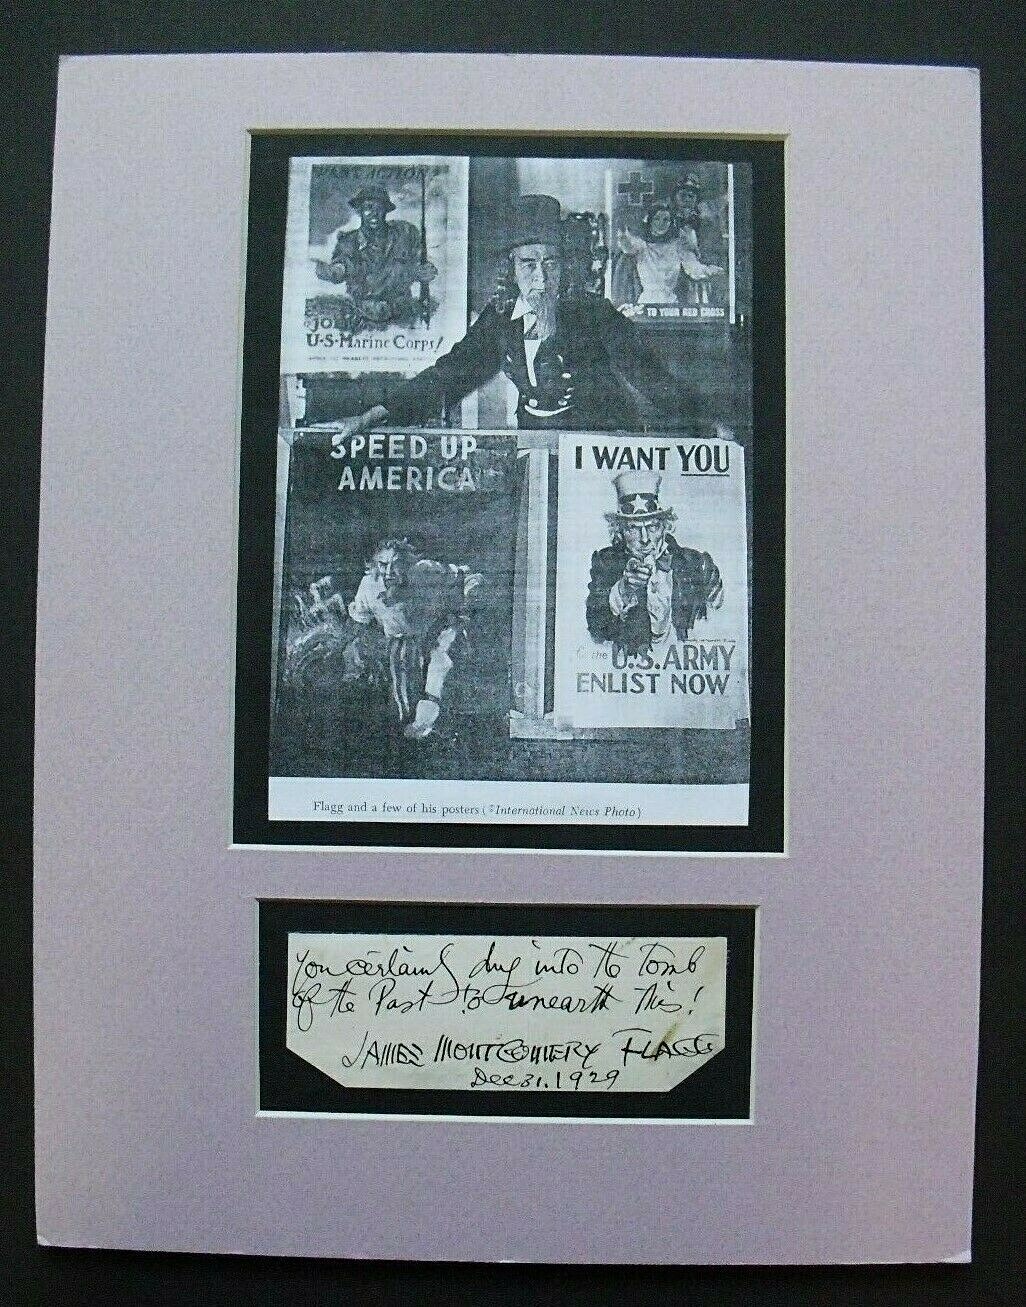 WANT ACTION?
JOIN
U·S·Marine Corps!
TO YOUR RED CROSS
SPEED UP
AMERICA
I WANT YOU
the U.S. ARMY
ENLIST NOW
Flagg and a few of his posters (© International News Photo)
You certainly dug into the tomb
of the Past to unearth this!
JAMES MONTGOMERY FLAGG
Dec 31. 1929